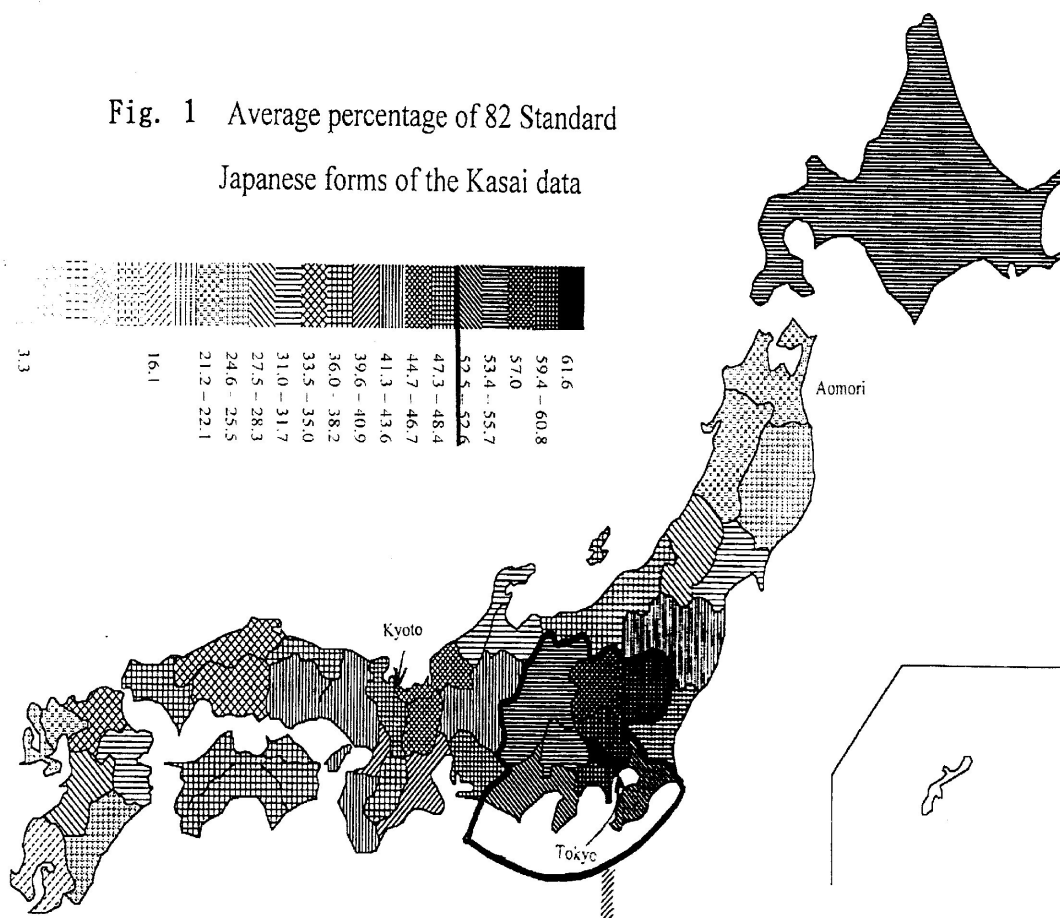 Fig. 1 Average percentage of 82 Standard
Japanese forms of the Kasai data
3.3
16.1
21.2 – 22.1
24.6 – 25.5
27.5 – 28.3
31.0 – 31.7
33.5 – 35.0
36.0 - 38.2
39.6 – 40.9
41.3 – 43.6
44.7 – 46.7
47.3 – 48.4
52.5 – 52.6
53.4 – 55.7
57.0
59.4 – 60.8
61.6
Aomori
Kyoto
Tokyo